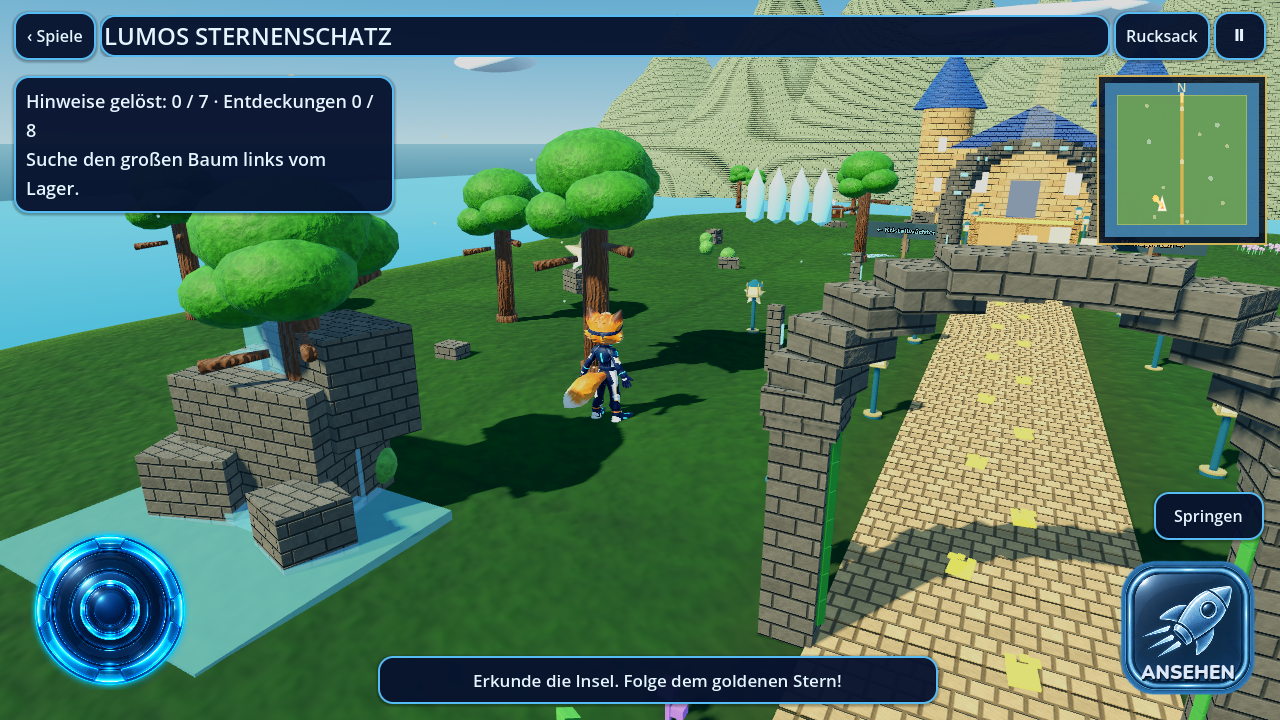 ‹ Spiele
LUMOS STERNENSCHATZ
Rucksack
Hinweise gelöst: 0 / 7 · Entdeckungen 0 /
8
Suche den großen Baum links vom
Lager.
N
Springen
ANSEHEN
Erkunde die Insel. Folge dem goldenen Stern!